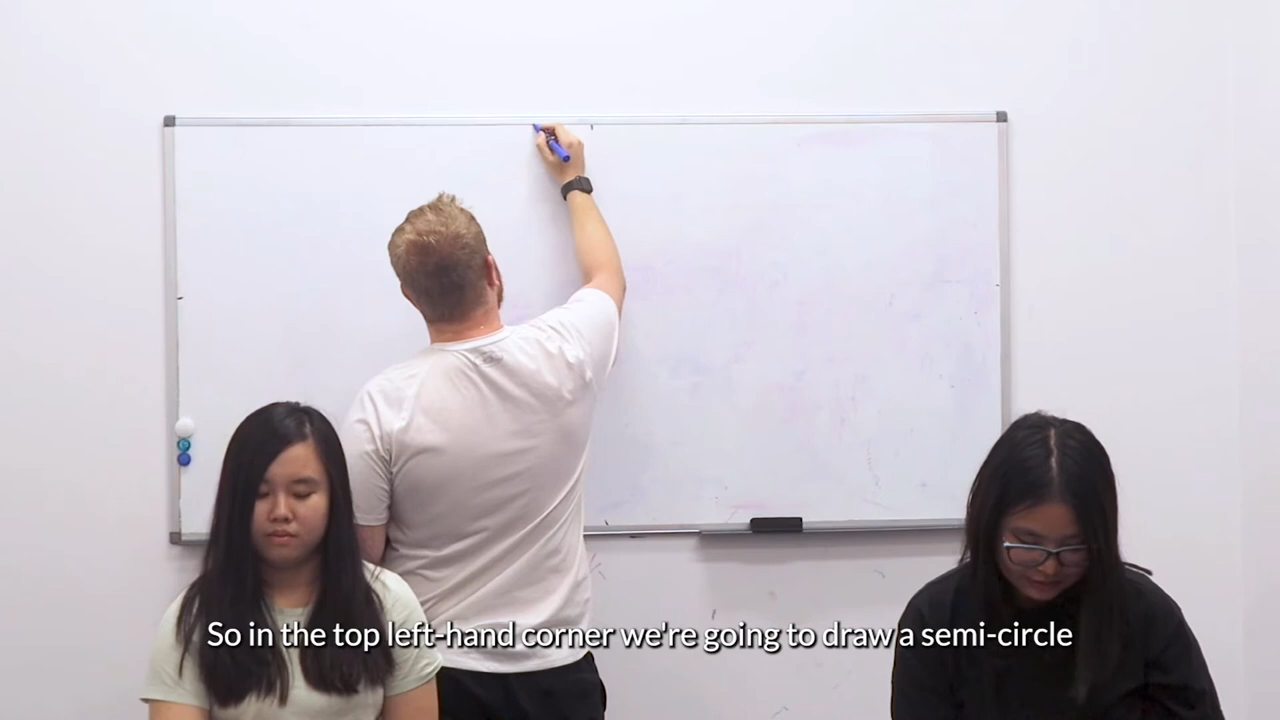 So in the top left-hand corner we're going to draw a semi-circle